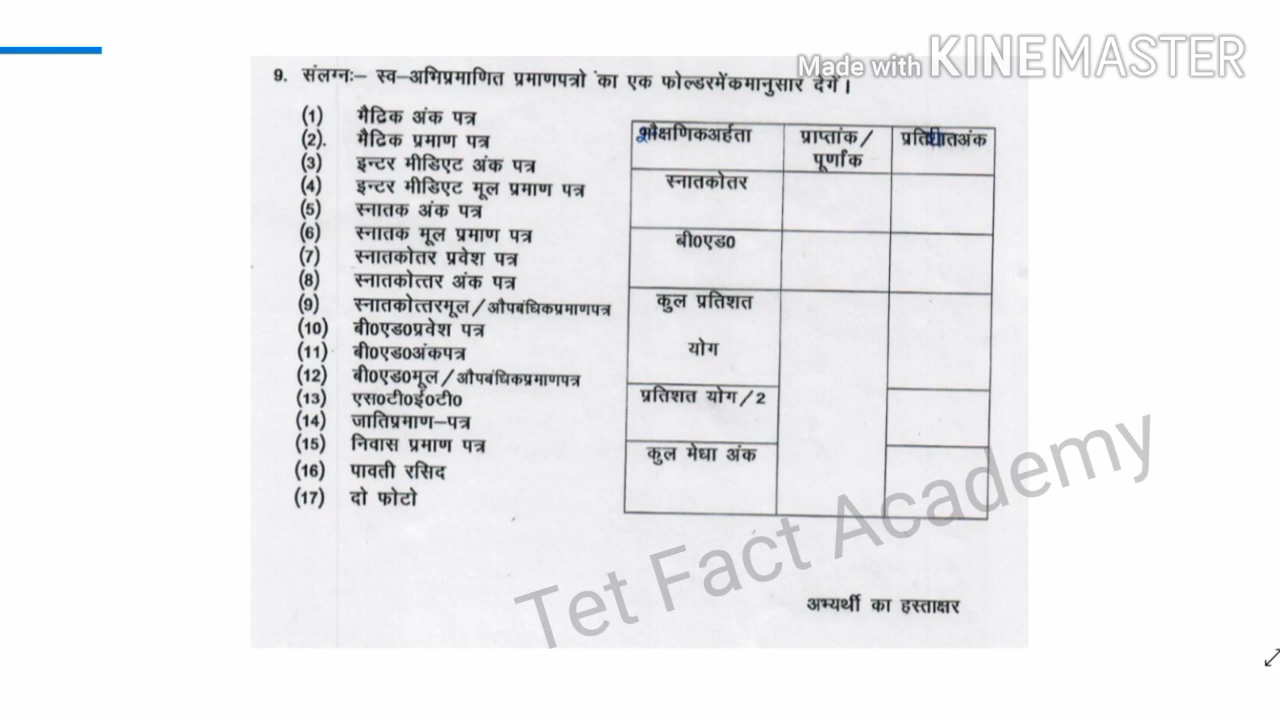 Made with KINEMASTER
9. संलग्नः– स्व–अभिप्रमाणित प्रमाणपत्रो का एक फोल्डरमेंकमानुसार देगें।
(1) मैट्रिक अंक पत्र
(2). मैट्रिक प्रमाण पत्र
(3) इन्टर मीडिएट अंक पत्र
(4) इन्टर मीडिएट मूल प्रमाण पत्र
(5) स्नातक अंक पत्र
(6) स्नातक मूल प्रमाण पत्र
(7) स्नातकोतर प्रवेश पत्र
(8) स्नातकोत्तर अंक पत्र
(9) स्नातकोत्तरमूल/औपबंधिकप्रमाणपत्र
(10) बी0एड0प्रवेश पत्र
(11) बी0एड0अंकपत्र
(12) बी0एड0मूल/औपबंधिकप्रमाणपत्र
(13) एस0टी0ई0टी0
(14) जातिप्रमाण–पत्र
(15) निवास प्रमाण पत्र
(16) पावती रसिद
(17) दो फोटो
शैक्षणिकअर्हता प्राप्तांक/ प्रतिशतअंक
पूर्णांक
स्नातकोतर
बी0एड0
कुल प्रतिशत
योग
प्रतिशत योग/2
कुल मेधा अंक
Tet Fact Academy
अभ्यर्थी का हस्ताक्षर